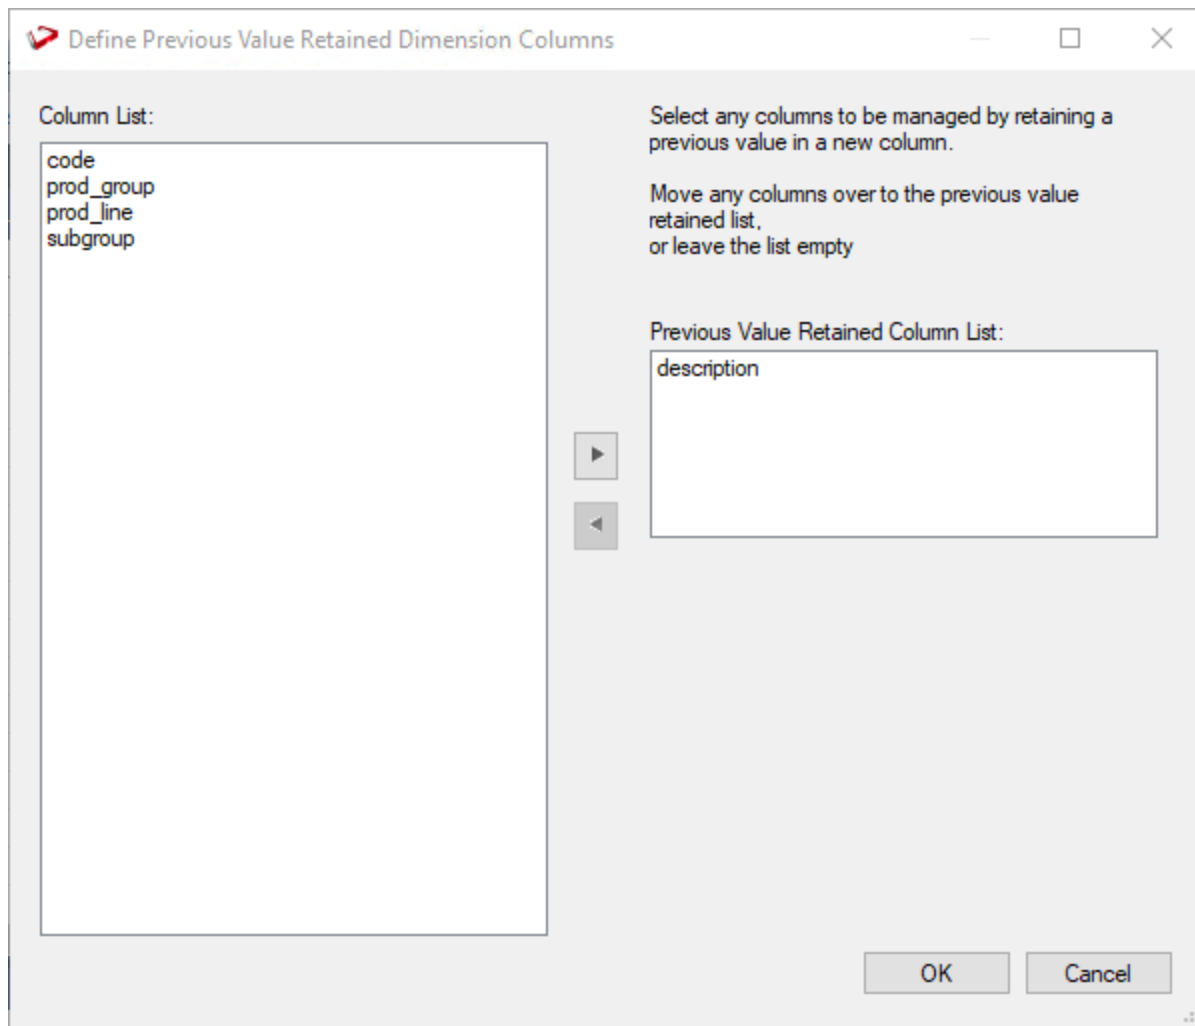 Define Previous Value Retained Dimension Columns
Column List:
code
prod_group
prod_line
subgroup
Select any columns to be managed by retaining a
previous value in a new column.
Move any columns over to the previous value
retained list,
or leave the list empty
Previous Value Retained Column List:
description
OK
Cancel